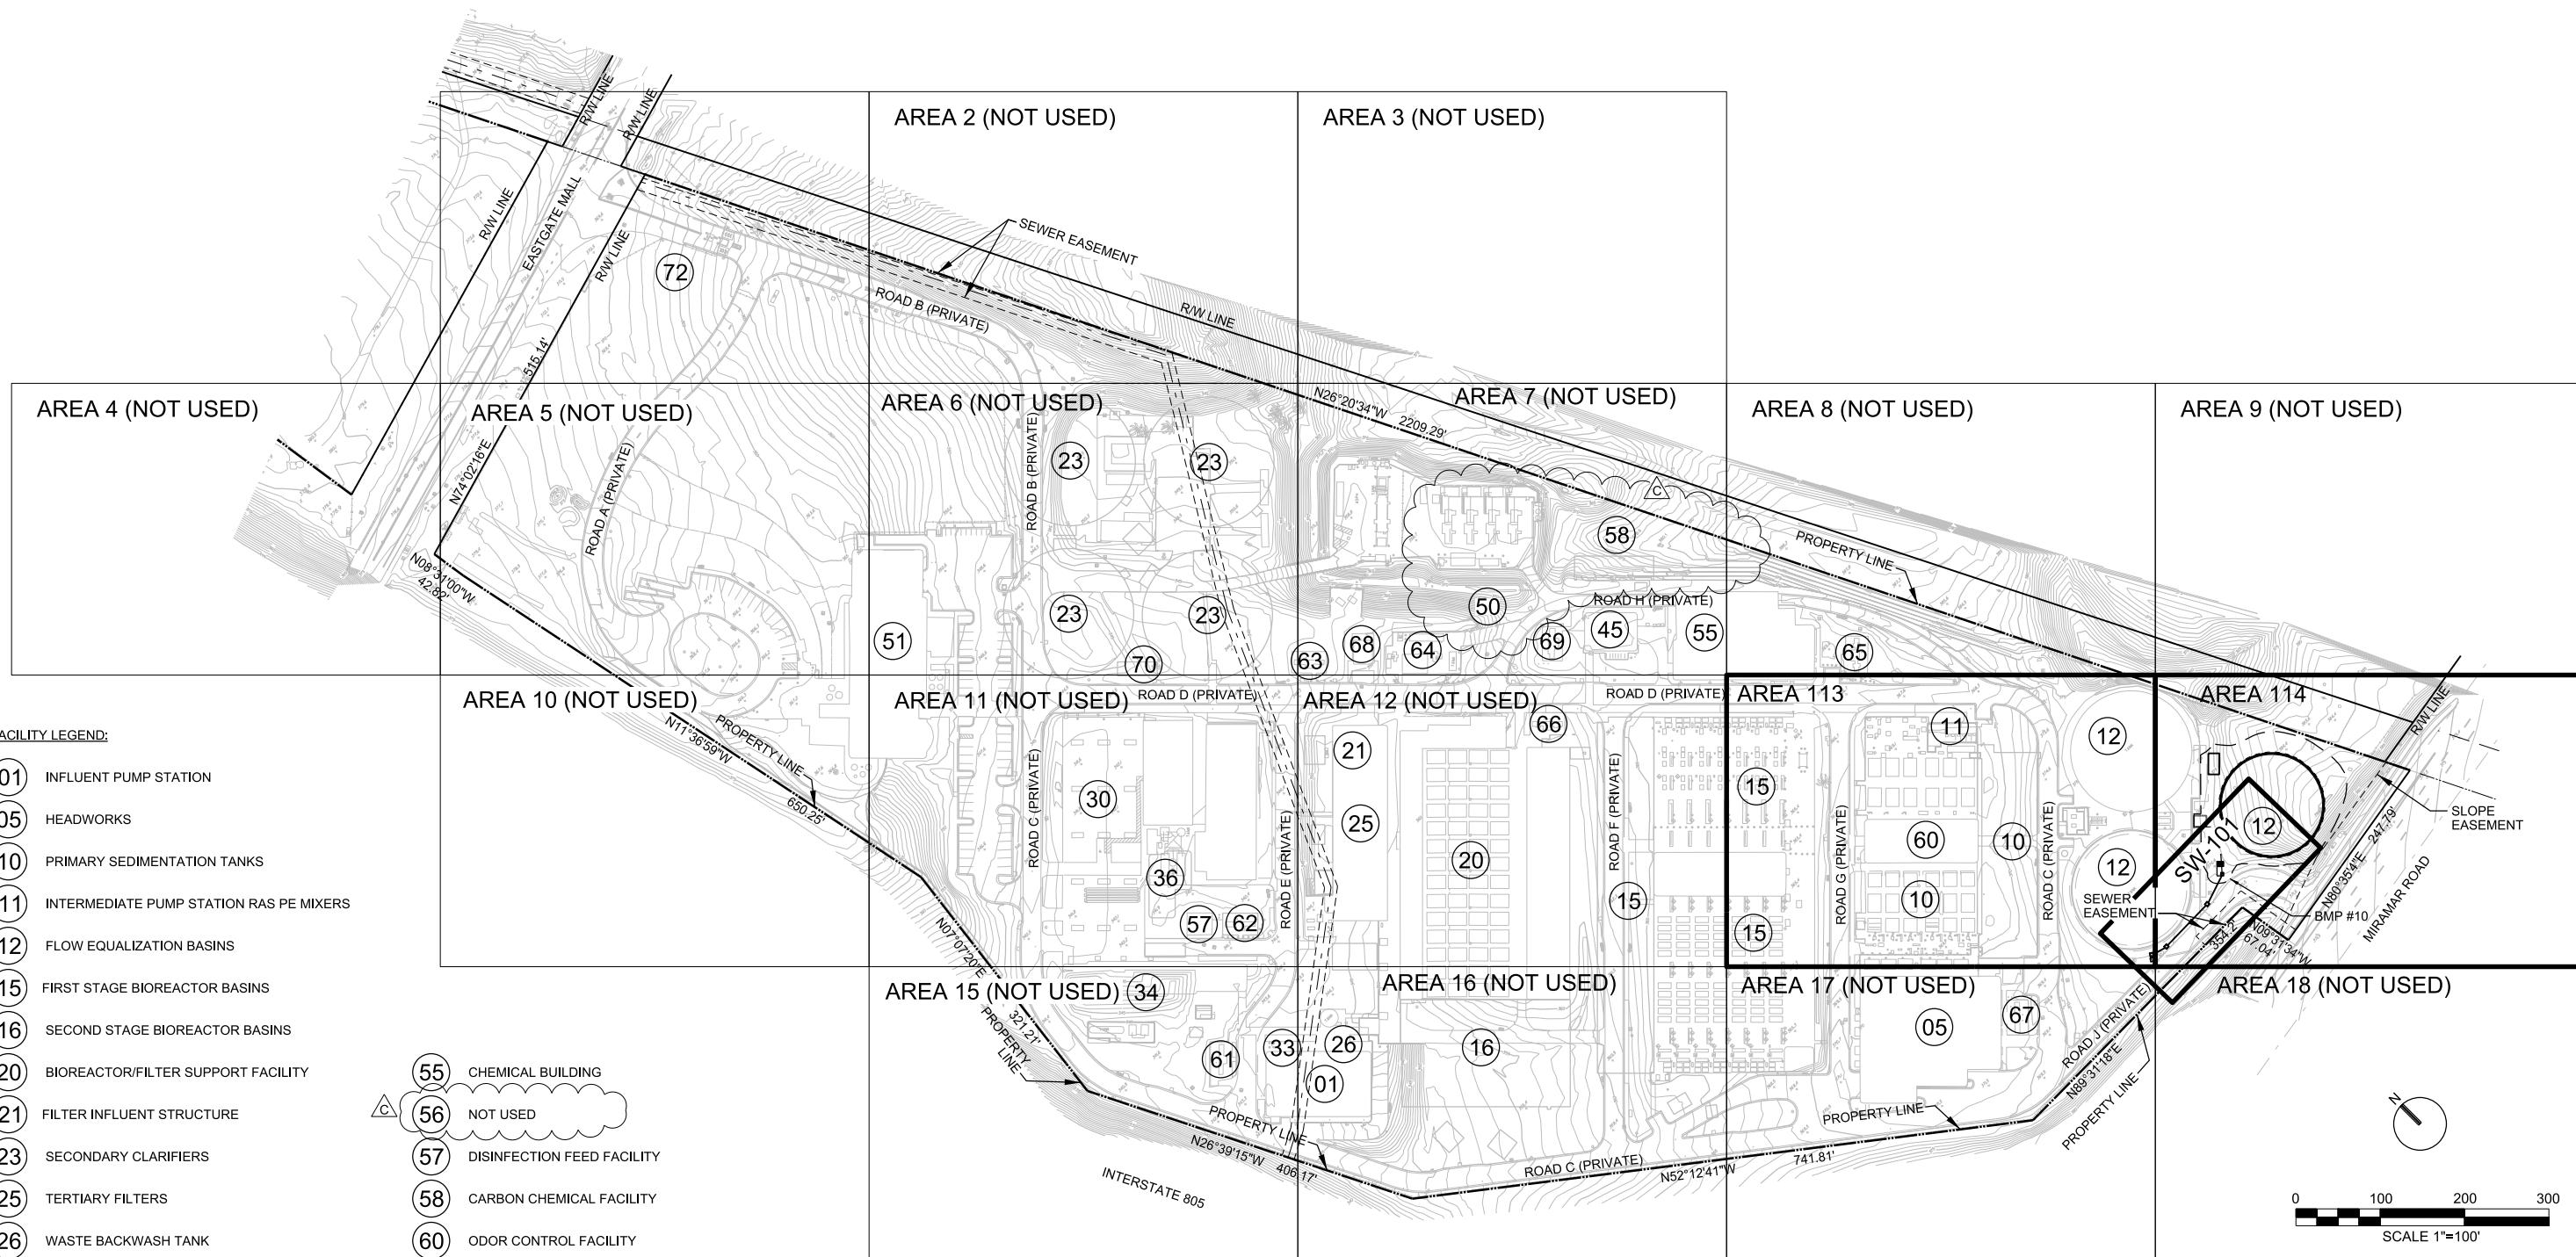 R/W LINE
R/W LINE
AREA 2 (NOT USED)
AREA 3 (NOT USED)
R/W LINE
EASTGATE MALL
R/W LINE
SEWER EASEMENT
72
ROAD B (PRIVATE)
R/W LINE
515.14'
N74°02'16"E
AREA 4 (NOT USED)
AREA 5 (NOT USED)
AREA 6 (NOT USED)
AREA 7 (NOT USED)
N26°20'34"W 2209.29'
AREA 8 (NOT USED)
AREA 9 (NOT USED)
ROAD A (PRIVATE)
ROAD B (PRIVATE)
23
23
C
58
PROPERTY LINE
N08°31'00"W
42.82'
23
23
50
ROAD H (PRIVATE)
51
70
63
68
64
69
45
55
65
AREA 10 (NOT USED)
AREA 11 (NOT USED)
ROAD D (PRIVATE)
AREA 12 (NOT USED)
ROAD D (PRIVATE)
AREA 113
AREA 114
R/W LINE
PROPERTY LINE
N11°36'59"W
650.25'
66
21
11
12
30
ROAD C (PRIVATE)
25
20
ROAD F (PRIVATE)
15
ROAD G (PRIVATE)
60
10
ROAD C (PRIVATE)
12
12
SW-101
SLOPE
EASEMENT
247.79'
N80°35'4"E
MIRAMAR ROAD
36
57
62
ROAD E (PRIVATE)
15
15
10
SEWER
EASEMENT
BMP #10
354.2'
N09°31'34"W
67.04'
N07°07'20"E
321.21'
PROPERTY
LINE
AREA 15 (NOT USED)
34
AREA 16 (NOT USED)
AREA 17 (NOT USED)
AREA 18 (NOT USED)
61
33
26
01
16
05
67
ROAD J (PRIVATE)
N89°31'18"E
PROPERTY LINE
PROPERTY LINE
N26°39'15"W 406.17'
INTERSTATE 805
ROAD C (PRIVATE)
N52°12'41"W
741.81'
PROPERTY LINE
N
0 100 200 300
SCALE 1"=100'
ACILITY LEGEND:
01 INFLUENT PUMP STATION
05 HEADWORKS
10 PRIMARY SEDIMENTATION TANKS
11 INTERMEDIATE PUMP STATION RAS PE MIXERS
12 FLOW EQUALIZATION BASINS
15 FIRST STAGE BIOREACTOR BASINS
16 SECOND STAGE BIOREACTOR BASINS
20 BIOREACTOR/FILTER SUPPORT FACILITY
21 FILTER INFLUENT STRUCTURE
23 SECONDARY CLARIFIERS
25 TERTIARY FILTERS
26 WASTE BACKWASH TANK
55 CHEMICAL BUILDING
C
56 NOT USED
57 DISINFECTION FEED FACILITY
58 CARBON CHEMICAL FACILITY
60 ODOR CONTROL FACILITY